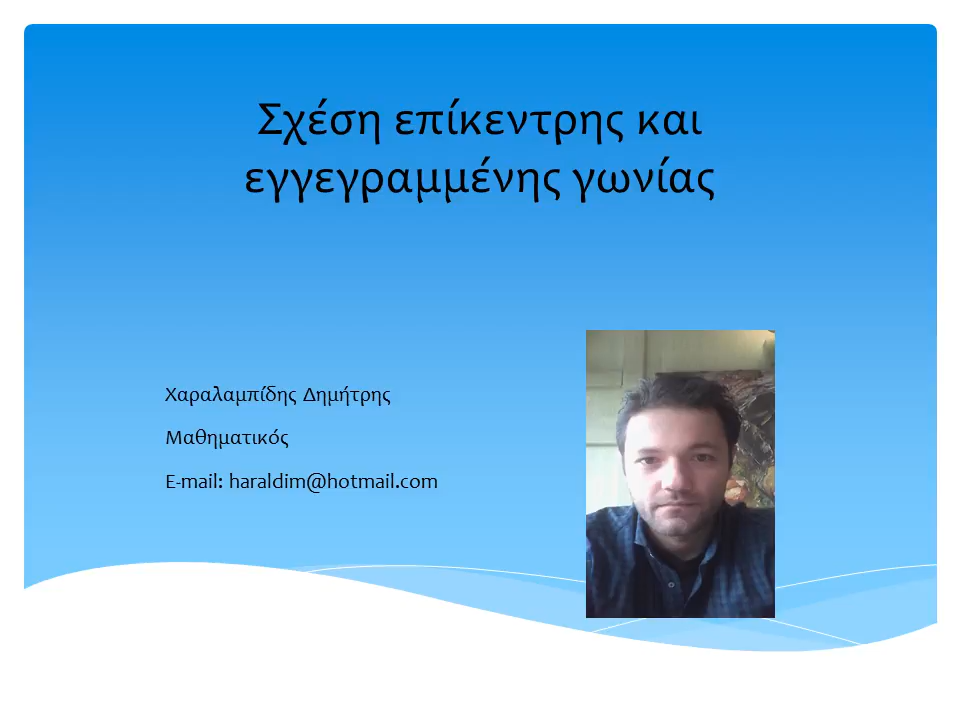 Σχέση επίκεντρης και
εγγεγραμμένης γωνίας
Χαραλαμπίδης Δημήτρης
Μαθηματικός
E-mail: haraldim@hotmail.com